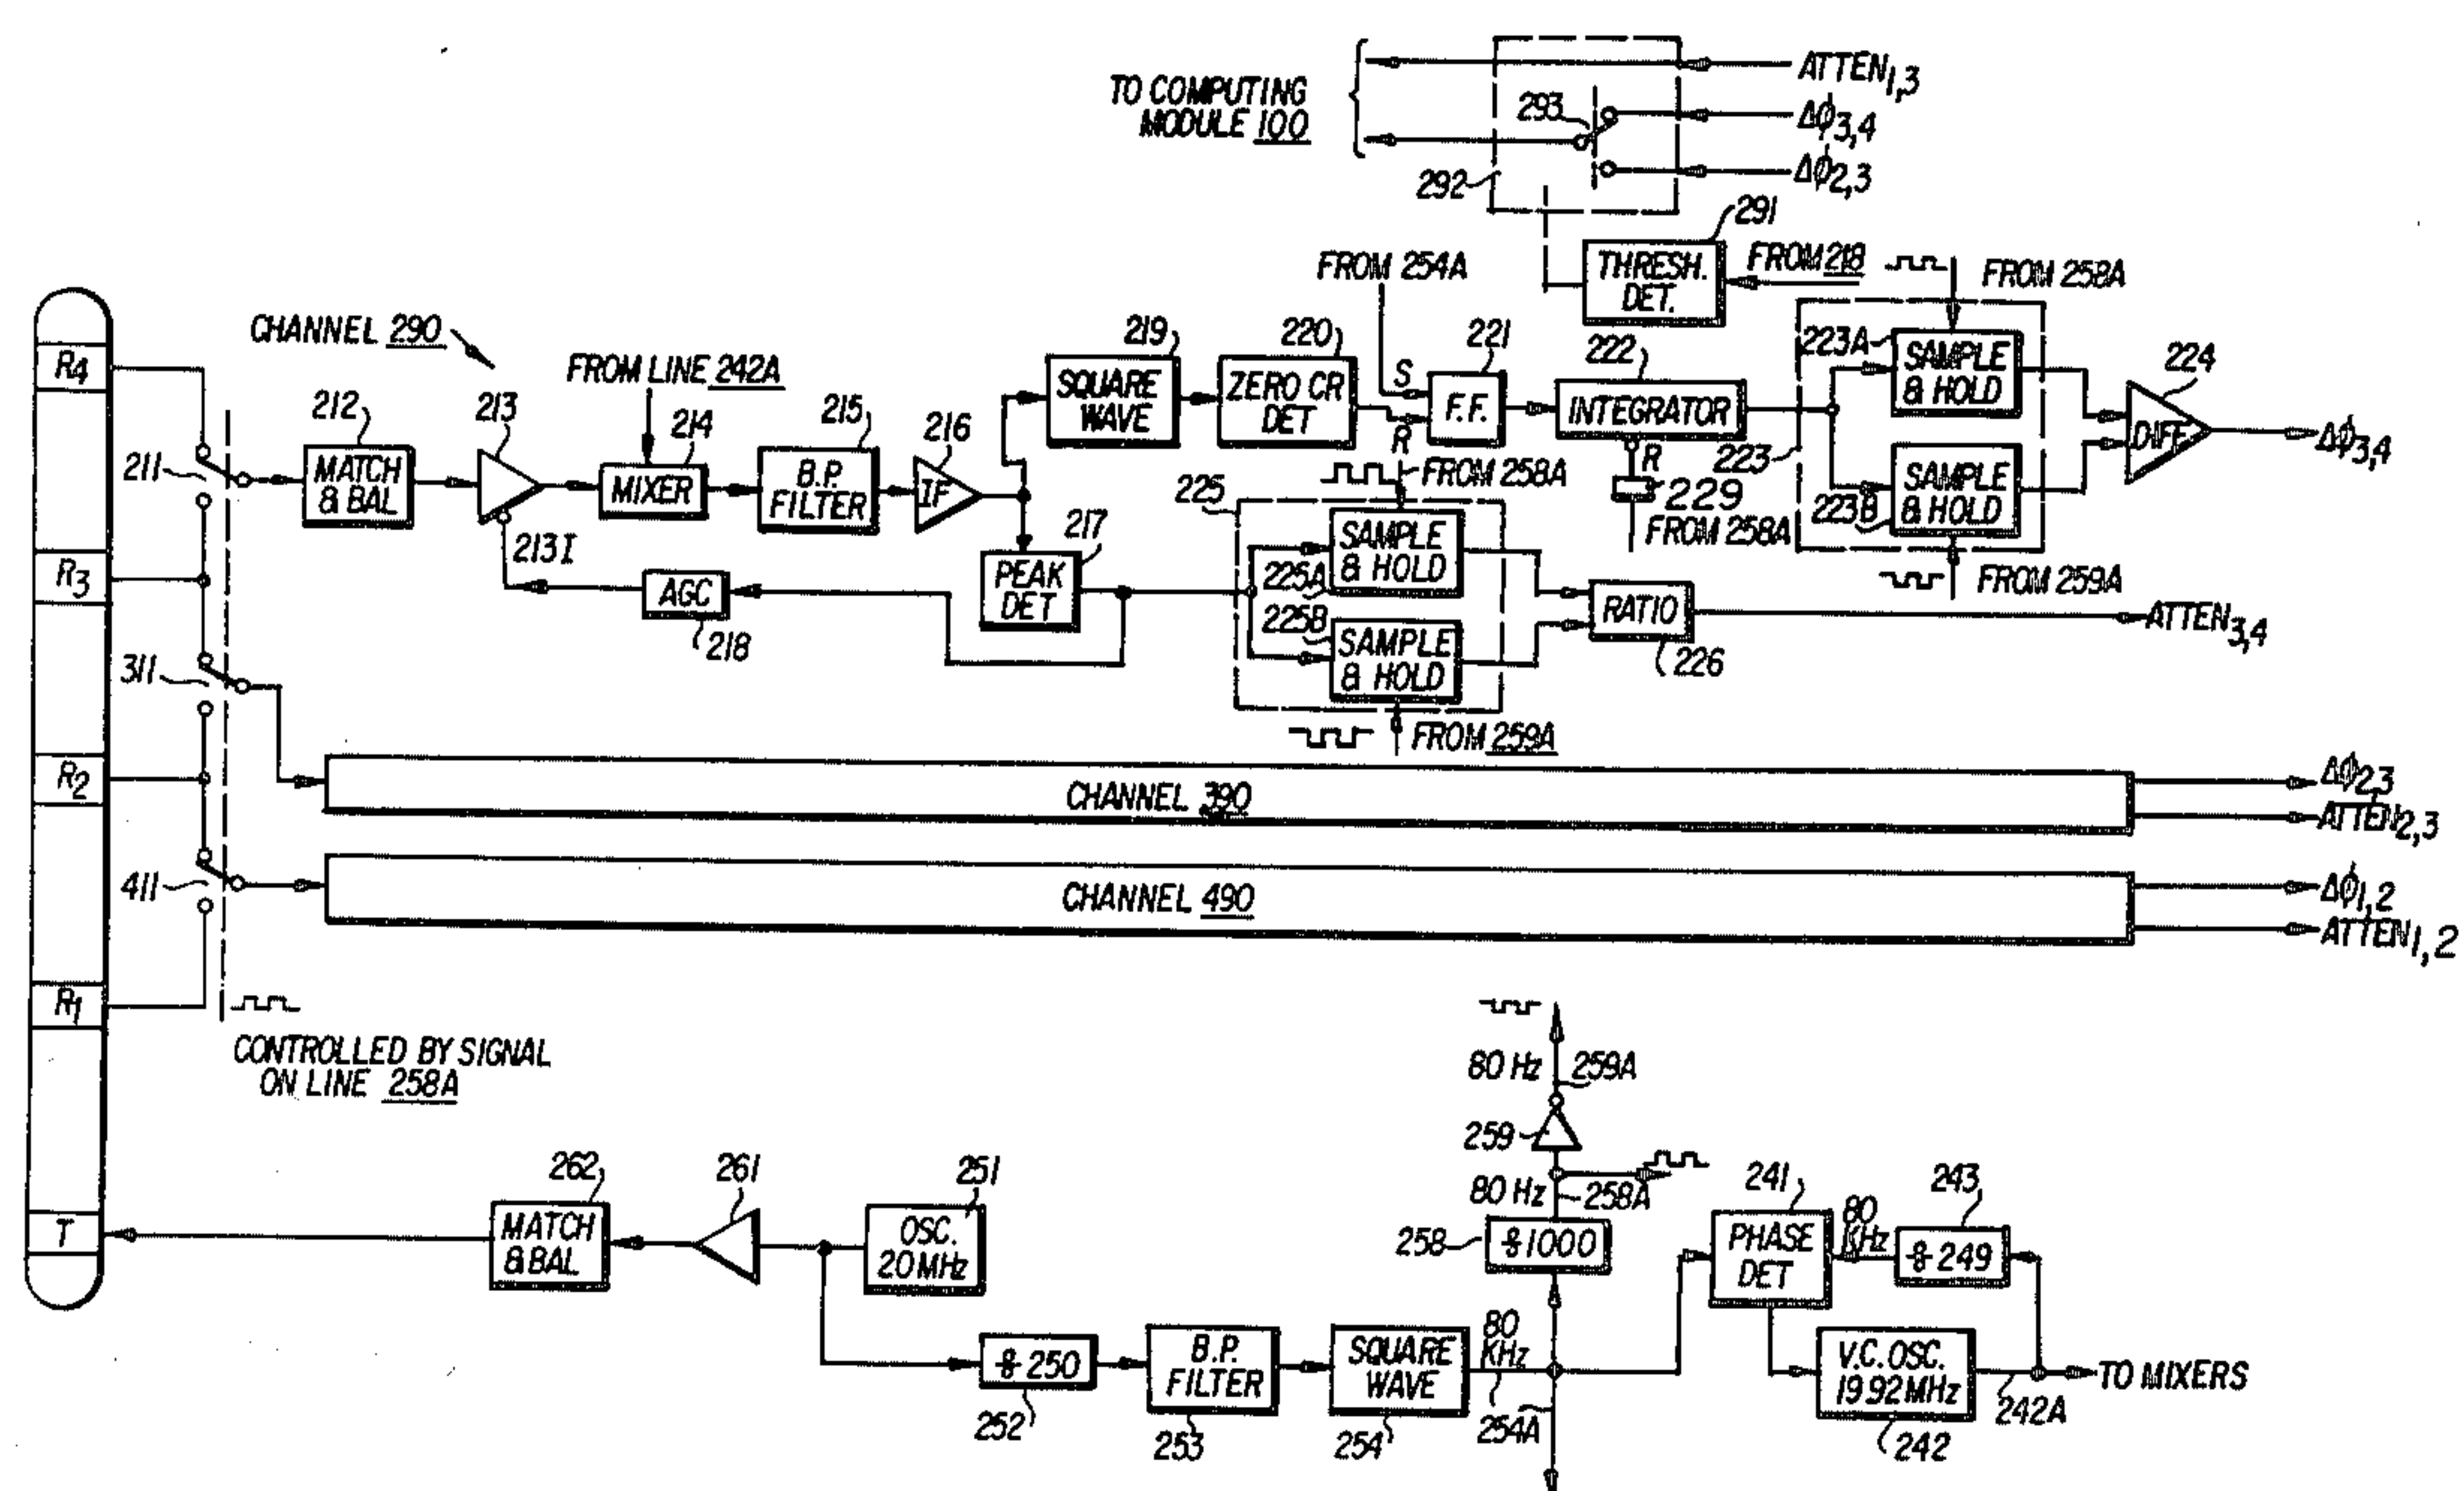 TO COMPUTING
MODULE 100
293
292
ATTEN1,3
Δϕ3,4
Δϕ2,3
291
THRESH.
DET.
FROM 218
FROM 254A
FROM 258A
CHANNEL 290
FROM LINE 242A
R4
R3
R2
R1
T
211
311
411
212
MATCH
& BAL
213
213I
214
MIXER
215
B.P.
FILTER
216
IF
217
PEAK
DET
AGC
218
219
SQUARE
WAVE
220
ZERO CR
DET
S
R
221
F.F.
222
INTEGRATOR
R
229
FROM 258A
223
223A
SAMPLE
& HOLD
223B
SAMPLE
& HOLD
FROM 259A
224
DIFF
Δϕ3,4
FROM 258A
225
SAMPLE
& HOLD
225A
225B
SAMPLE
& HOLD
FROM 259A
RATIO
226
ATTEN3,4
CHANNEL 390
Δϕ2,3
ATTEN2,3
CHANNEL 490
Δϕ1,2
ATTEN1,2
CONTROLLED BY SIGNAL
ON LINE 258A
262
MATCH
& BAL
261
251
OSC.
20 MHz
÷ 250
252
B.P.
FILTER
253
SQUARE
WAVE
254
80
KHz
254A
258
÷ 1000
80 Hz
258A
259
80 Hz
259A
241
PHASE
DET
80
KHz
243
÷ 249
V.C. OSC.
19.92 MHz
242
242A
TO MIXERS